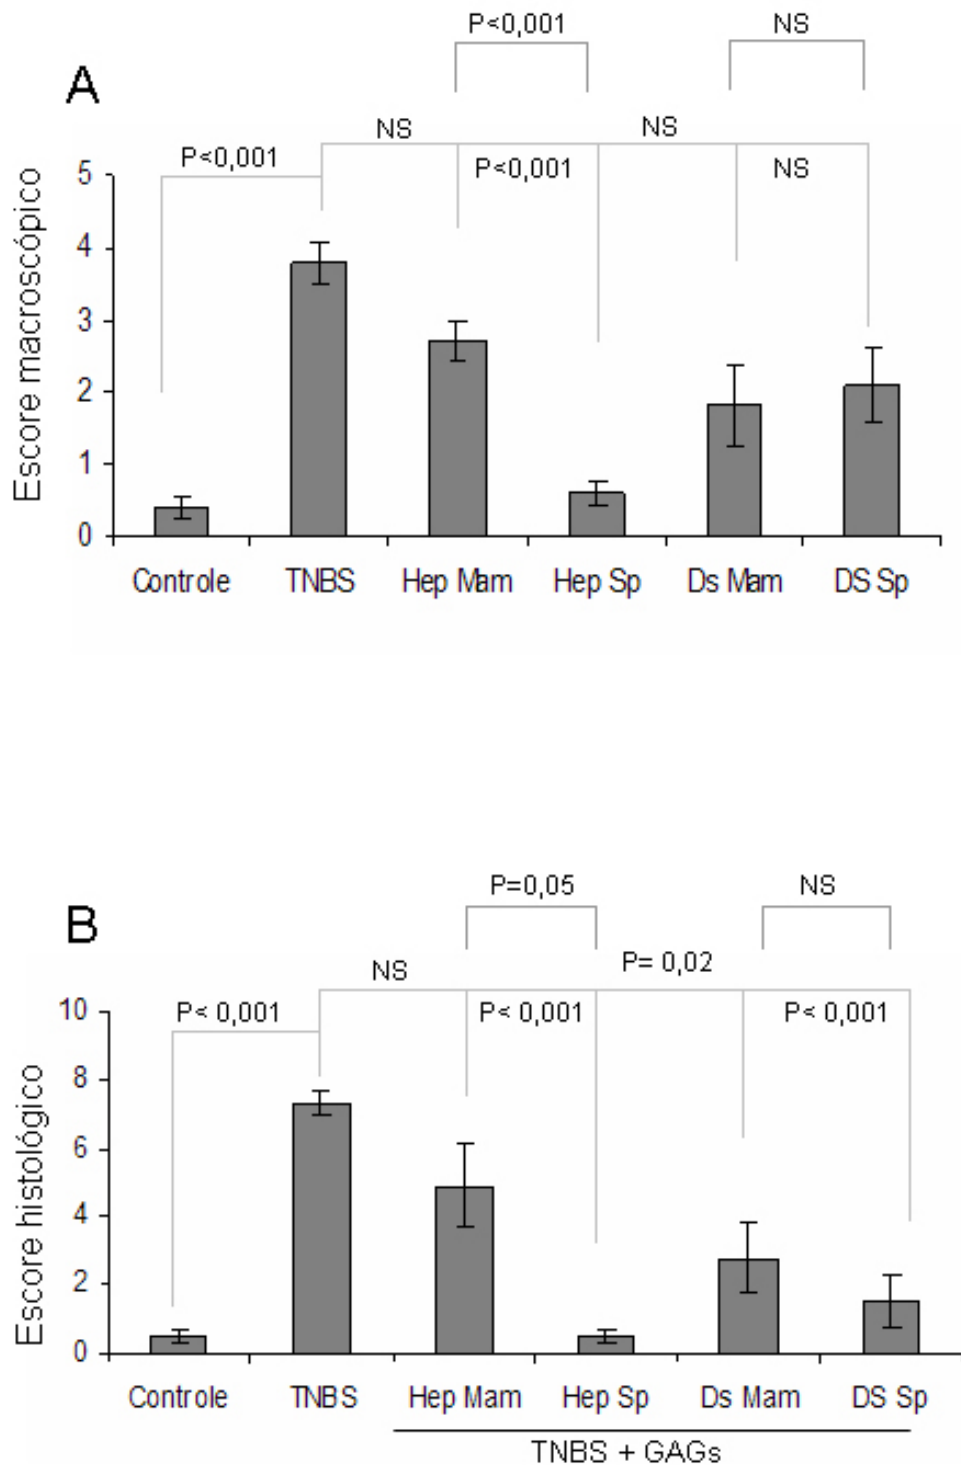 P<0,001
NS
A
NS
NS
P<0,001
P<0,001
NS
5
4
3
2
1
0
Escore macroscópico
Controle
TNBS
Hep Mam
Hep Sp
Ds Mam
DS Sp
P=0,05
NS
B
NS
P= 0,02
P< 0,001
P< 0,001
P< 0,001
10
8
6
4
2
0
Escore histológico
Controle
TNBS
Hep Mam
Hep Sp
Ds Mam
DS Sp
TNBS + GAGs